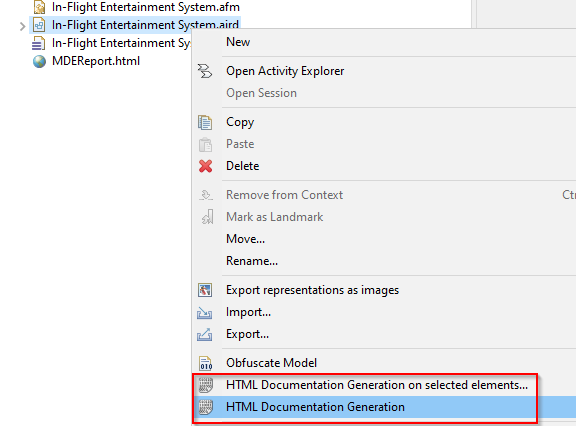 In-Flight Entertainment System.afm
In-Flight Entertainment System.aird
In-Flight Entertainment Sy
MDEReport.html
New
Open Activity Explorer
Open Session
Copy
Paste
Delete
Remove from Context Ct
Mark as Landmark
Move...
Rename...
Export representations as images
Import...
Export...
010
Obfuscate Model
HTML Documentation Generation on selected elements...
HTML Documentation Generation